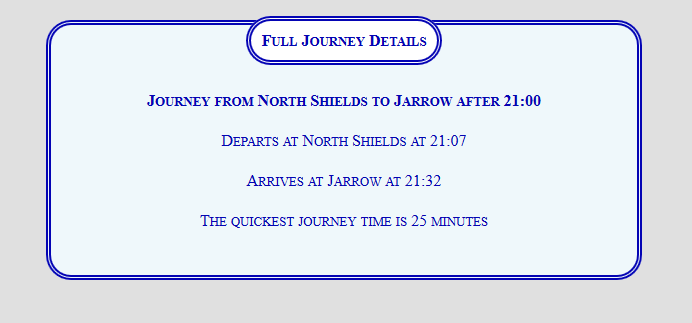 Full Journey Details
Journey from North Shields to Jarrow after 21:00
Departs at North Shields at 21:07
Arrives at Jarrow at 21:32
The quickest journey time is 25 minutes